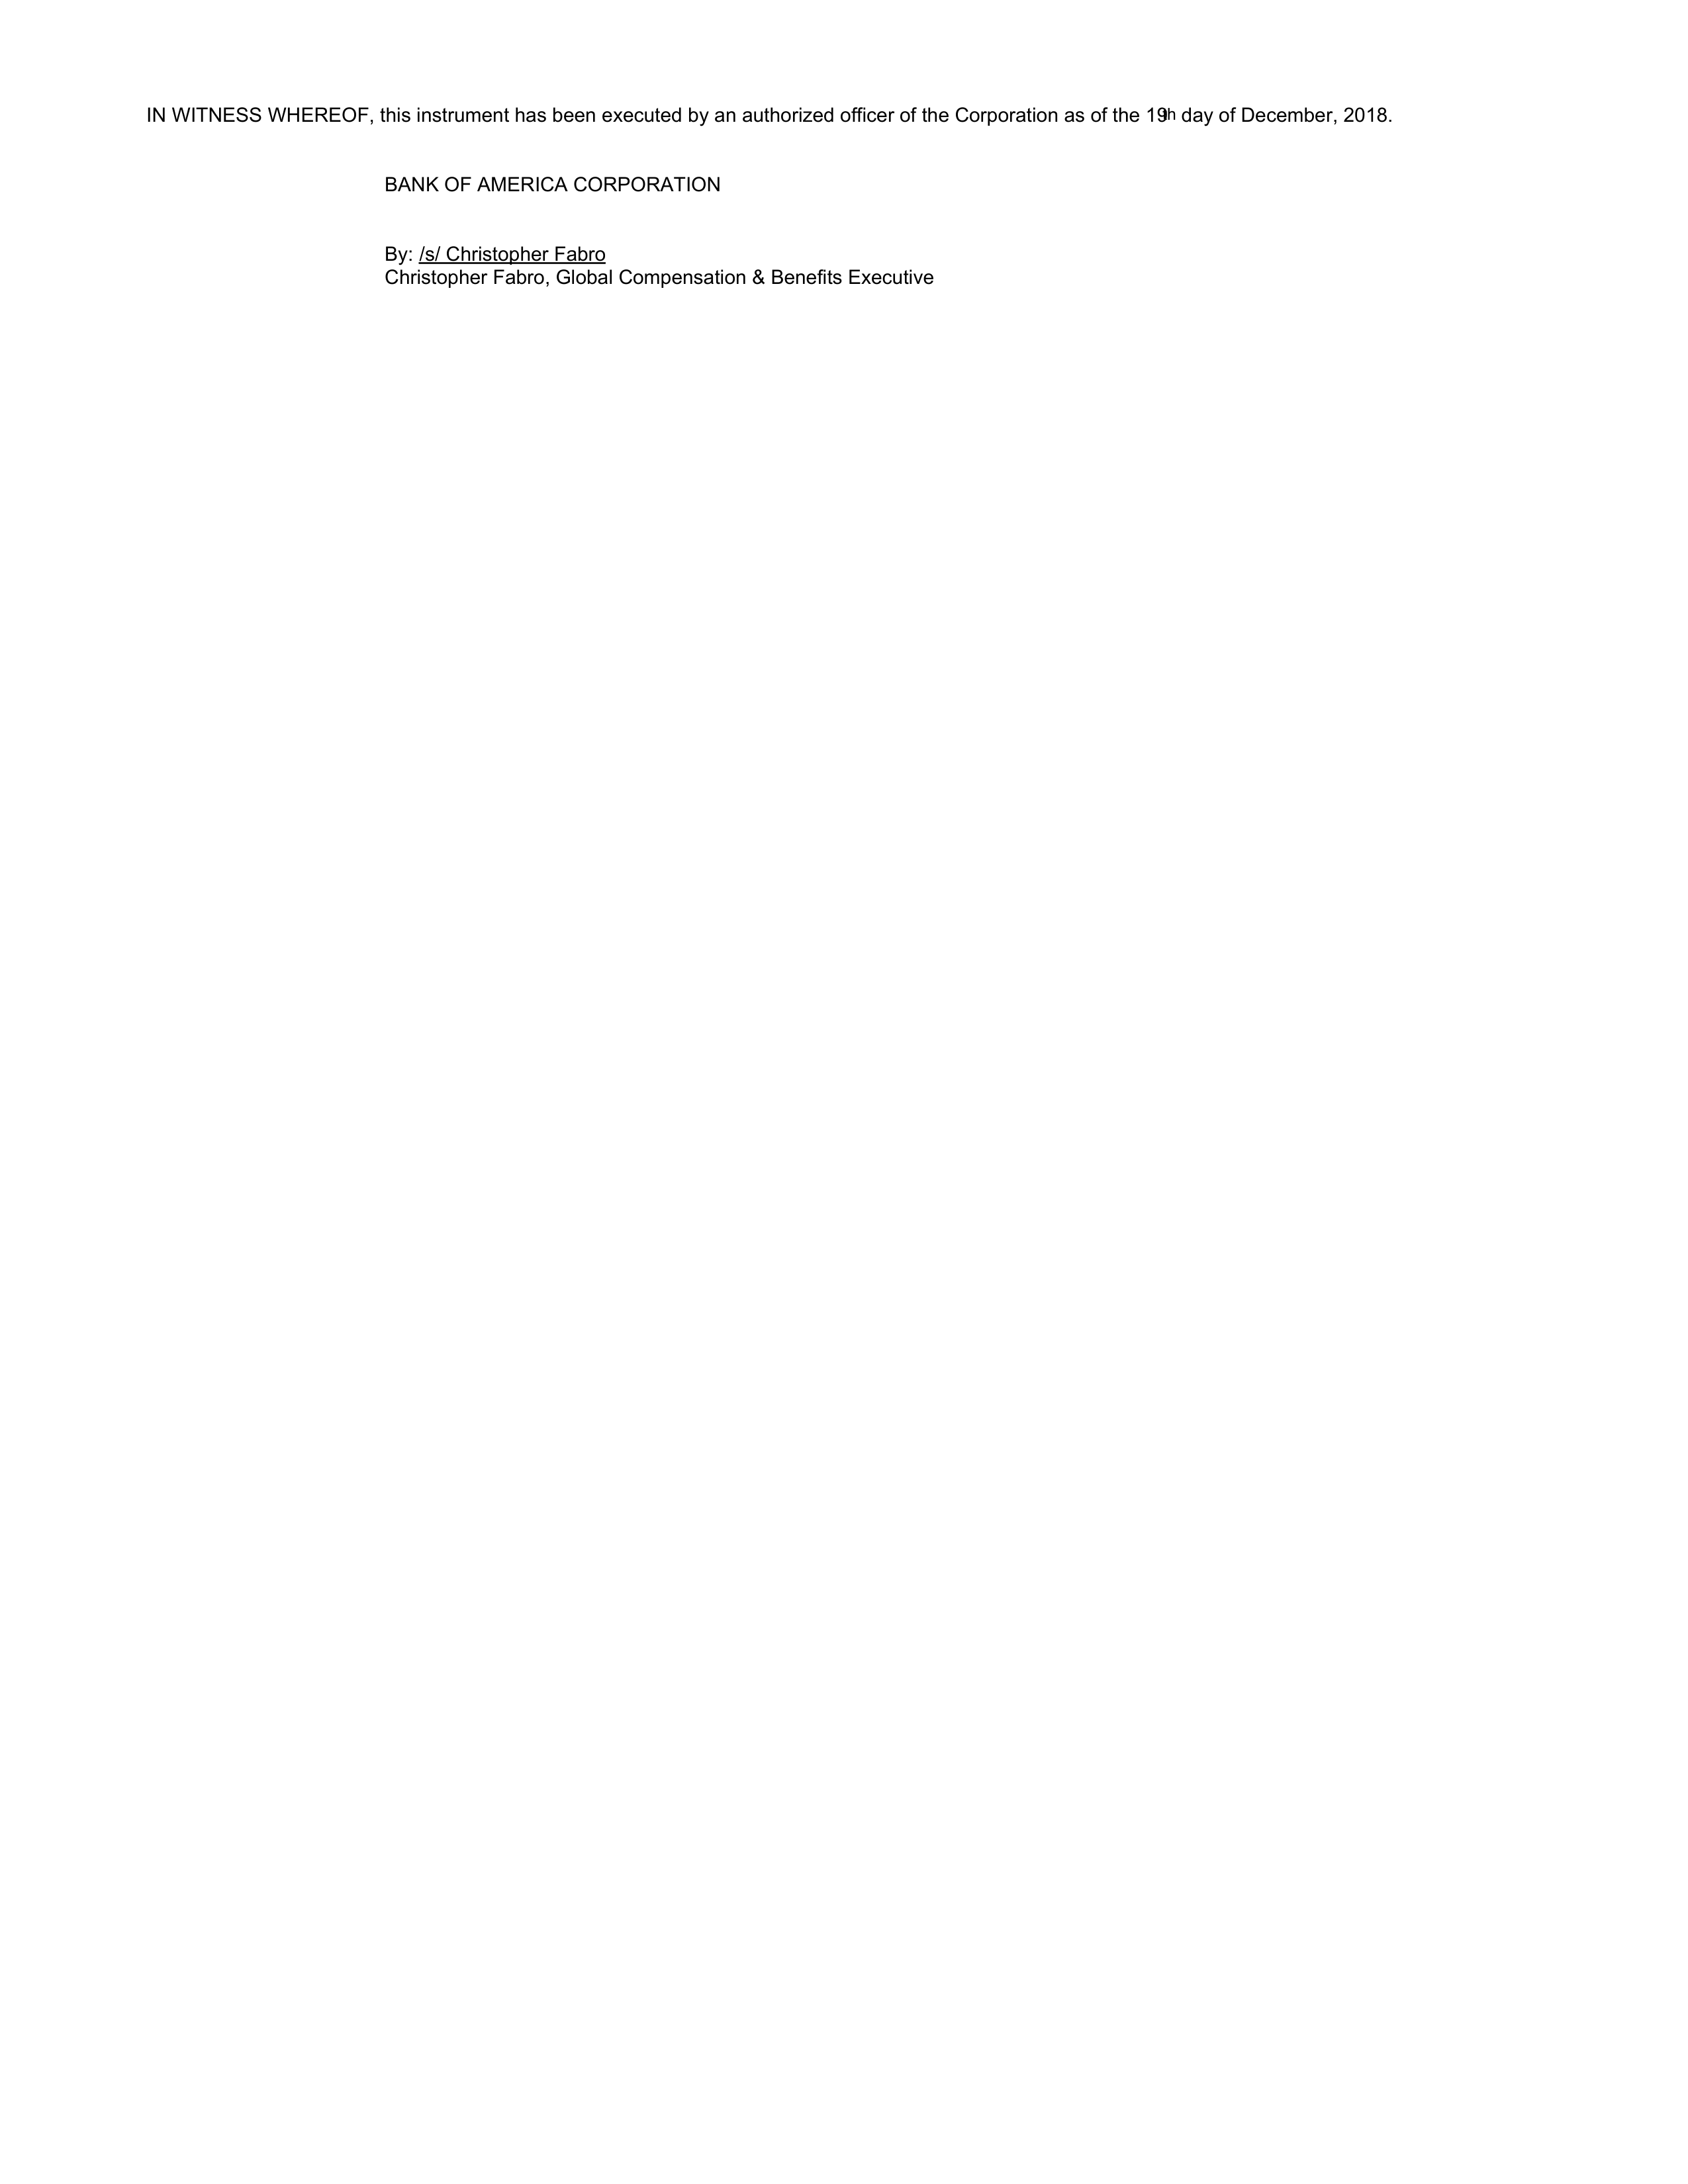 IN WITNESS WHEREOF, this instrument has been executed by an authorized officer of the Corporation as of the 19th day of December, 2018.
BANK OF AMERICA CORPORATION
By: /s/ Christopher Fabro
Christopher Fabro, Global Compensation & Benefits Executive